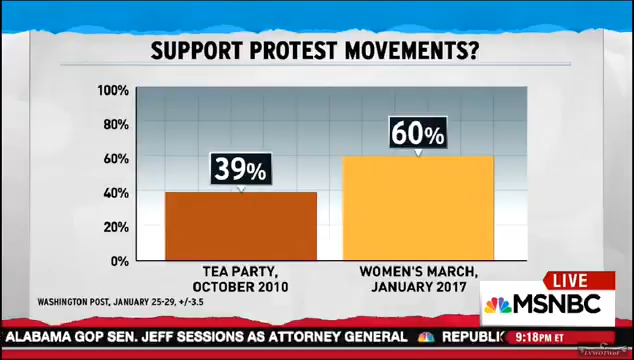 SUPPORT PROTEST MOVEMENTS?
100%
80%
60%
40%
20%
0%
39%
60%
TEA PARTY,
OCTOBER 2010
WOMEN'S MARCH,
JANUARY 2017
WASHINGTON POST, JANUARY 25-29, +/-3.5
LIVE
MSNBC
ALABAMA GOP SEN. JEFF SESSIONS AS ATTORNEY GENERAL
REPUBLIC
9:18PM ET